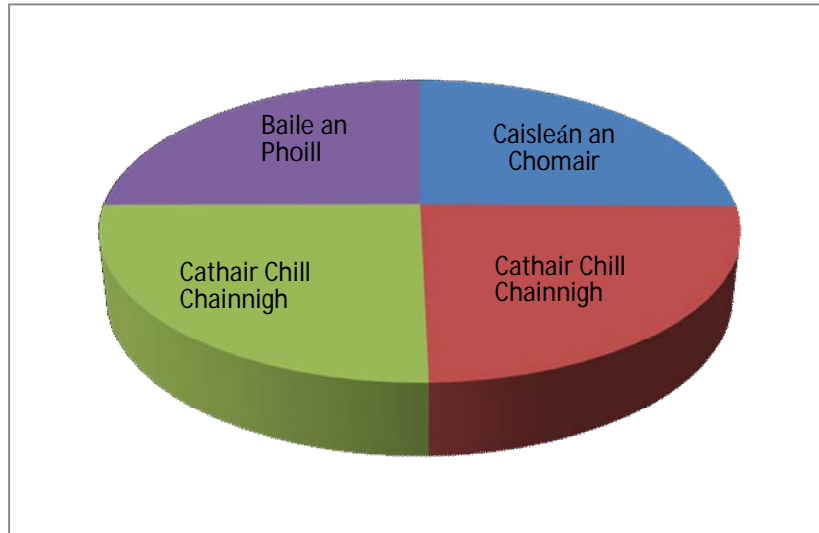 Baile an
Phoill
Caisleán an
Chomair
Cathair Chill
Chainnigh
Cathair Chill
Chainnigh